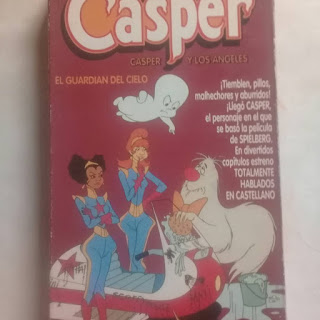 Casper
CASPER Y LOS ANGELES
EL GUARDIAN DEL CIELO
¡Tiemblen, pillos,
malhechores y aburridos!
¡Llegó CASPER,
el personaje en el que
se basó la película
de SPIELBERG.
En divertidos
capítulos estreno
TOTALMENTE
HABLADOS
EN CASTELLANO